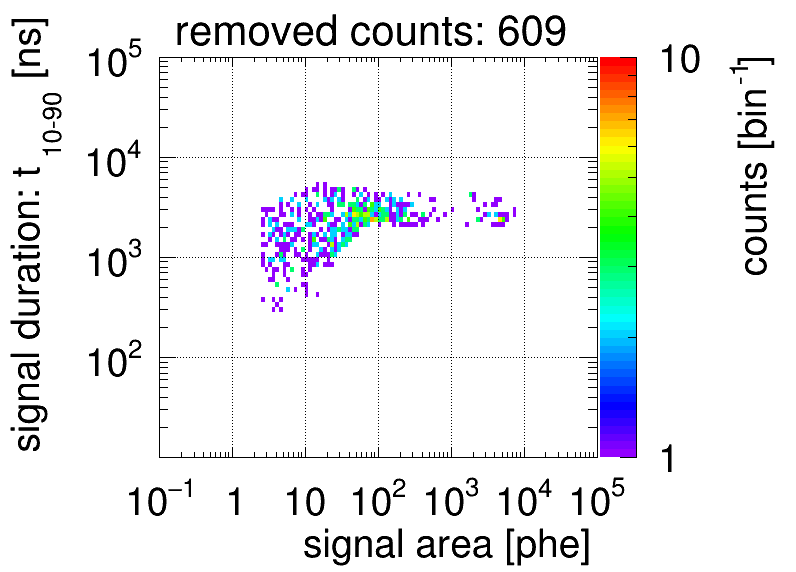 removed counts: 609
signal duration: t 10-90 [ns]
10^5
10^4
10^3
10^2
10^−1 1 10 10^2 10^3 10^4 10^5
signal area [phe]
10
1
counts [bin^-1]